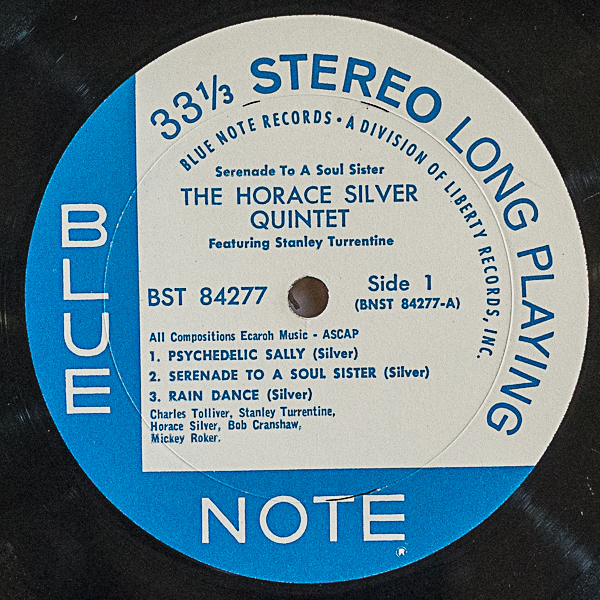 33⅓ STEREO LONG PLAYING
BLUE NOTE RECORDS • A DIVISION OF LIBERTY RECORDS, INC.
Serenade To A Soul Sister
THE HORACE SILVER
QUINTET
Featuring Stanley Turrentine
BST 84277
Side 1
(BNST 84277-A)
All Compositions Ecaroh Music - ASCAP
1. PSYCHEDELIC SALLY (Silver)
2. SERENADE TO A SOUL SISTER (Silver)
3. RAIN DANCE (Silver)
Charles Tolliver, Stanley Turrentine,
Horace Silver, Bob Cranshaw,
Mickey Roker.
BLUE
NOTE
®